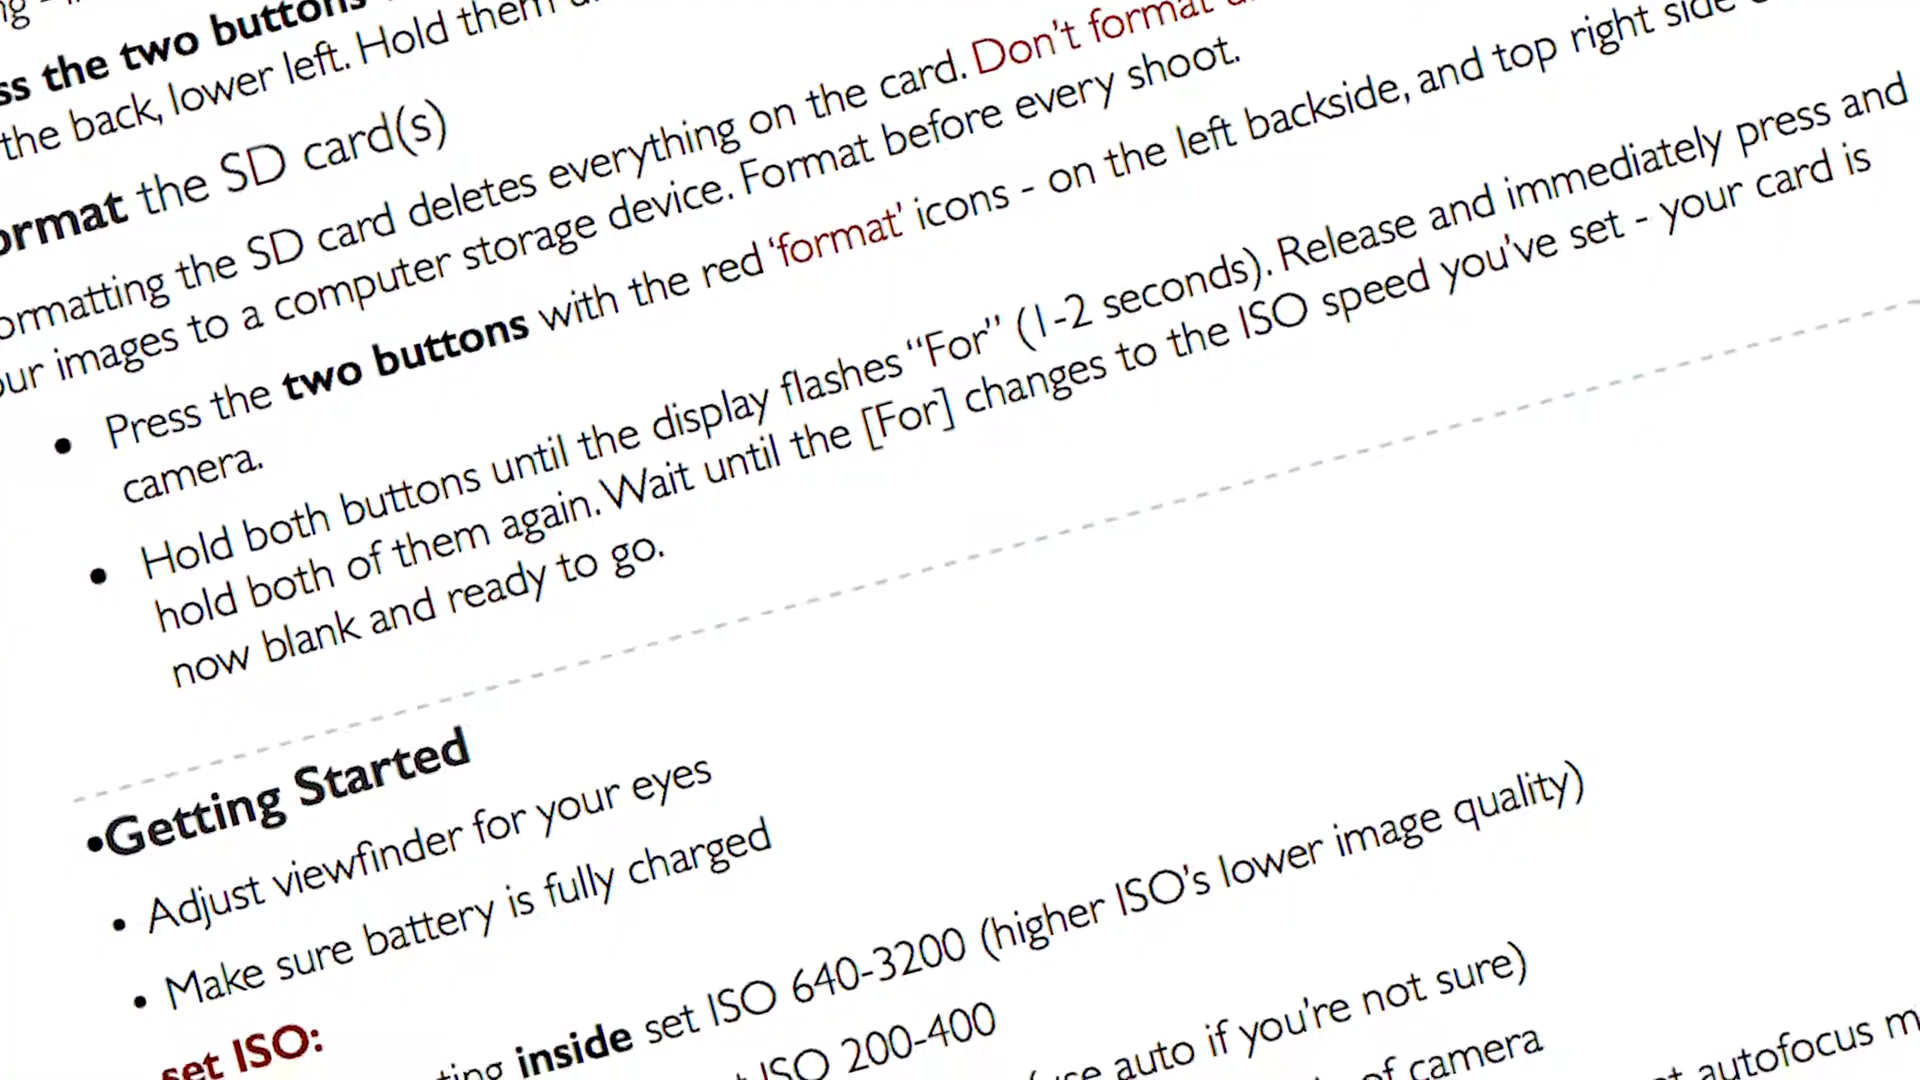 the two buttons
the back, lower left. Hold them
the SD card(s)
the SD card deletes everything on the card. Don't format
images to a computer storage device. Format before every shoot.
• Press the two buttons with the red 'format' icons - on the left backside, and top right side
camera.
• Hold both buttons until the display flashes "For" (1-2 seconds). Release and immediately press and
hold both of them again. Wait until the [For] changes to the ISO speed you've set - your card is
now blank and ready to go.
•Getting Started
• Adjust viewfinder for your eyes
• Make sure battery is fully charged
set ISO:
inside set ISO 640-3200 (higher ISO's lower image quality)
ISO 200-400
auto if you're not sure)
of camera
autofocus